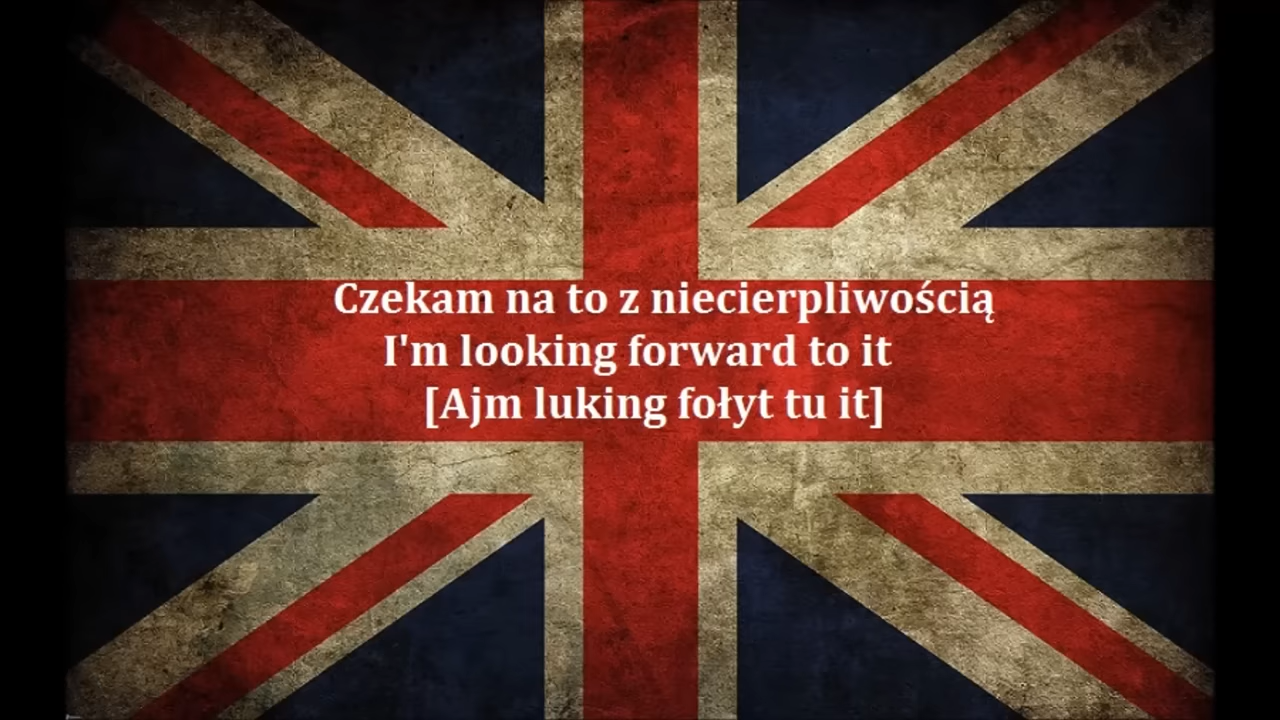 Czekam na to z niecierpliwością
I'm looking forward to it
[Ajm luking fołyt tu it]